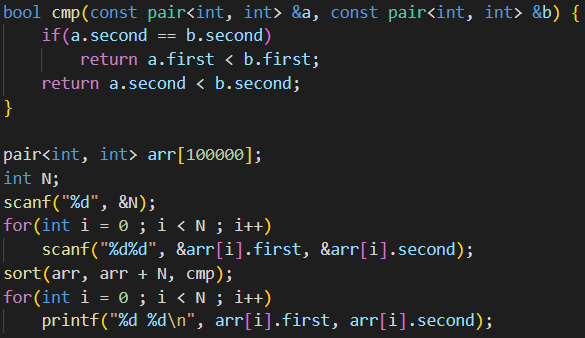 bool cmp(const pair<int, int> &a, const pair<int, int> &b) {
    if(a.second == b.second)
        return a.first < b.first;
    return a.second < b.second;
}

pair<int, int> arr[100000];
int N;
scanf("%d", &N);
for(int i = 0 ; i < N ; i++)
    scanf("%d%d", &arr[i].first, &arr[i].second);
sort(arr, arr + N, cmp);
for(int i = 0 ; i < N ; i++)
    printf("%d %d\n", arr[i].first, arr[i].second);